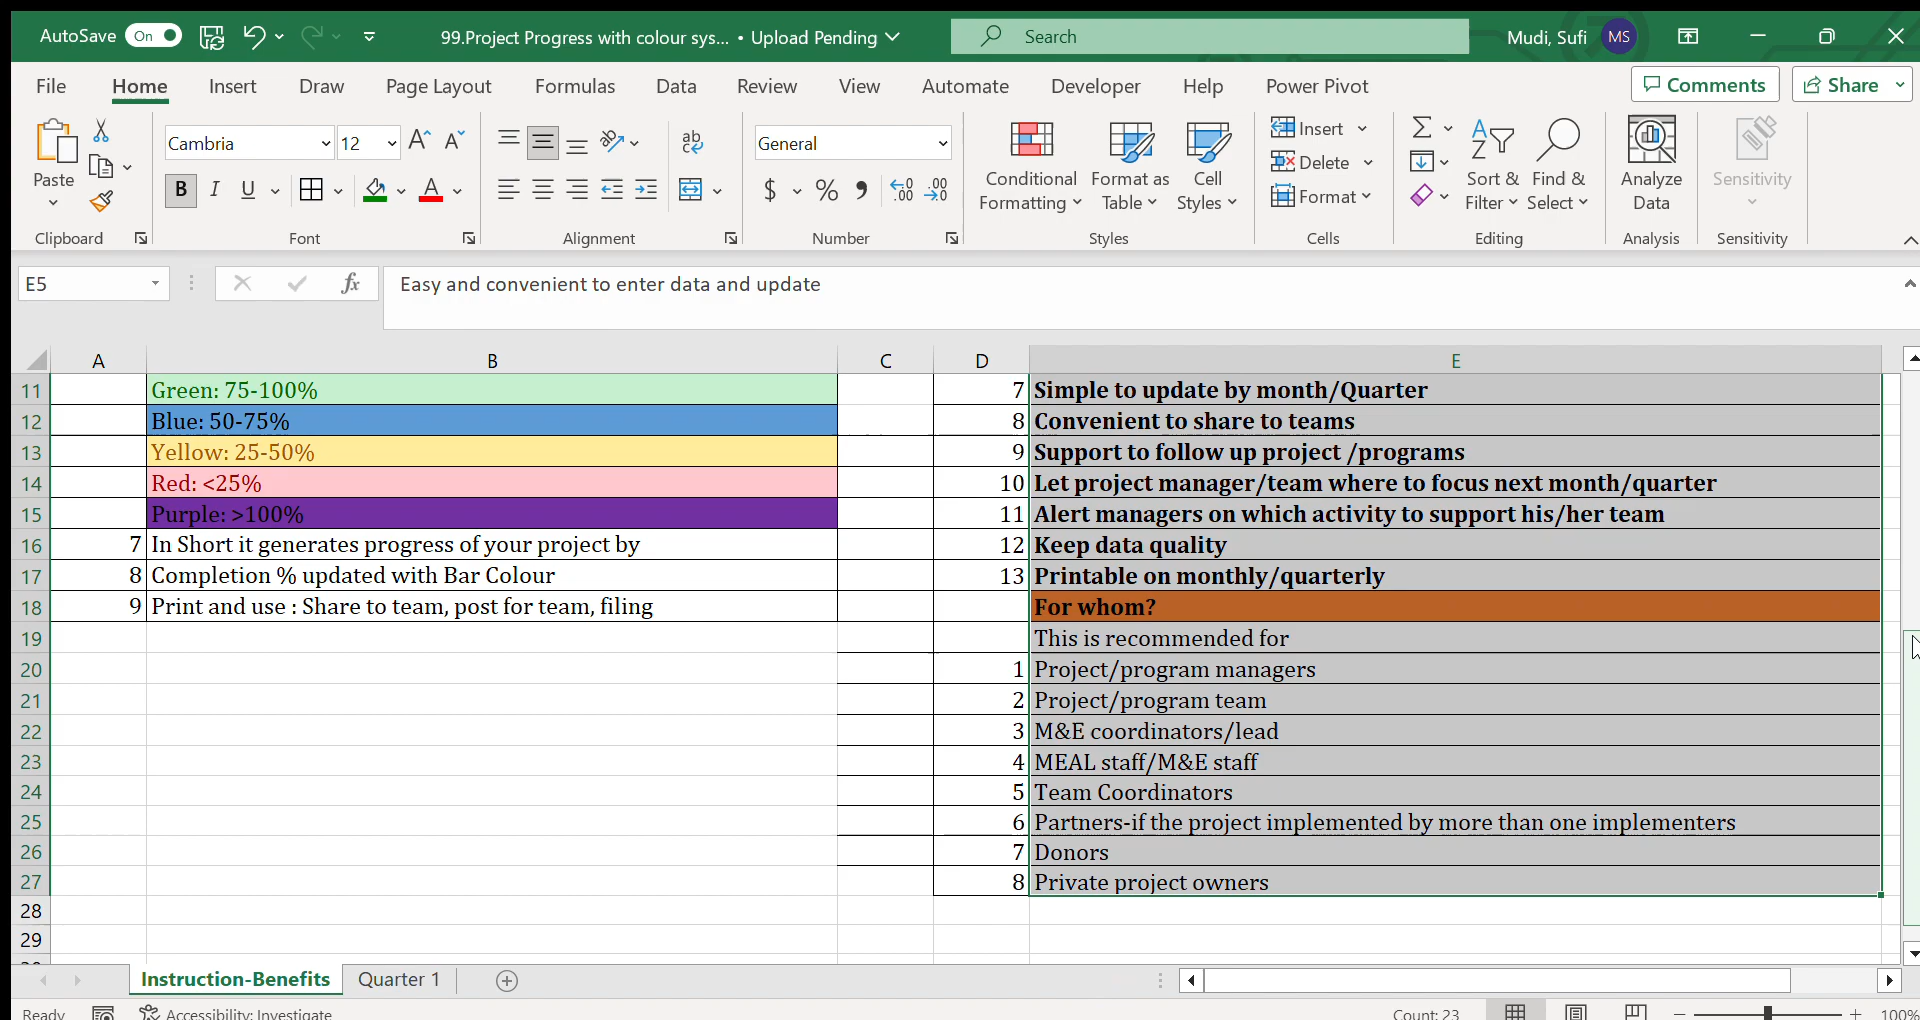 AutoSave On 99.Project Progress with colour sys... • Upload Pending Search Mudi, Sufi MS
File Home Insert Draw Page Layout Formulas Data Review View Automate Developer Help Power Pivot Comments Share
Paste
Clipboard
Cambria 12
B I U A
Font
ab
Alignment
General
$ % 9 .00 .00
Number
Conditional Formatting
Format as Table
Cell Styles
Styles
Insert
Delete
Format
Cells
Sort & Filter
Find & Select
Editing
Analyze Data
Analysis
Sensitivity
Sensitivity
E5 fx Easy and convenient to enter data and update
A B C D E
11 Green: 75-100% 7 Simple to update by month/Quarter
12 Blue: 50-75% 8 Convenient to share to teams
13 Yellow: 25-50% 9 Support to follow up project /programs
14 Red: <25% 10 Let project manager/team where to focus next month/quarter
15 Purple: >100% 11 Alert managers on which activity to support his/her team
16 7 In Short it generates progress of your project by 12 Keep data quality
17 8 Completion % updated with Bar Colour 13 Printable on monthly/quarterly
18 9 Print and use : Share to team, post for team, filing For whom?
19 This is recommended for
20 1 Project/program managers
21 2 Project/program team
22 3 M&E coordinators/lead
23 4 MEAL staff/M&E staff
24 5 Team Coordinators
25 6 Partners-if the project implemented by more than one implementers
26 7 Donors
27 8 Private project owners
28
29
Instruction-Benefits Quarter 1
Ready Accessibility: Investigate Count: 23 100%